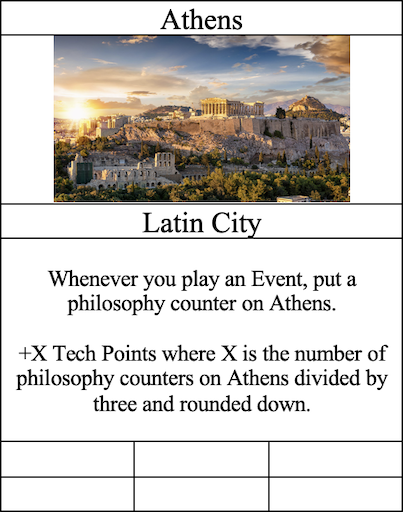 Athens
Latin City
Whenever you play an Event, put a
philosophy counter on Athens.
+X Tech Points where X is the number of
philosophy counters on Athens divided by
three and rounded down.